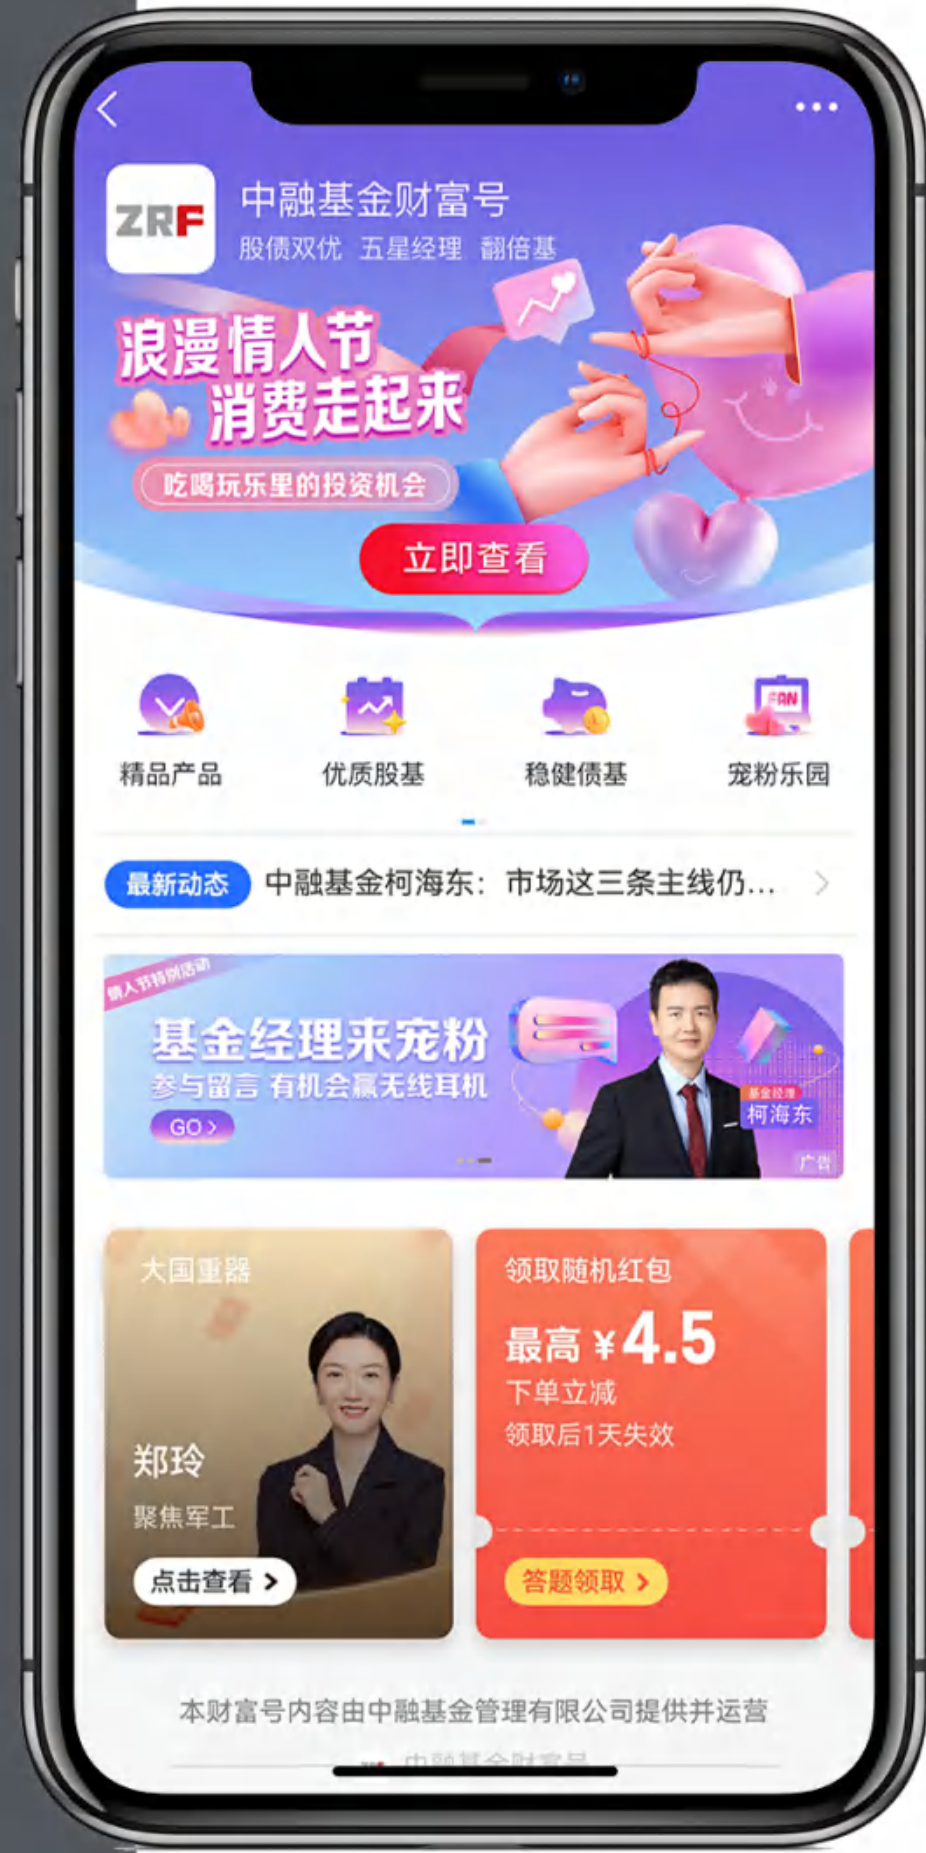 ZRF
中融基金财富号
股债双优 五星经理 翻倍基
浪漫情人节
消费走起来
吃喝玩乐里的投资机会
立即查看
FAN
精品产品
优质股基
稳健债基
宠粉乐园
最新动态
中融基金柯海东：市场这三条主线仍...
情人节特别活动
基金经理来宠粉
参与留言 有机会赢无线耳机
GO >
基金经理
柯海东
广告
大国重器
郑玲
聚焦军工
点击查看 >
领取随机红包
最高 ¥4.5
下单立减
领取后1天失效
答题领取 >
本财富号内容由中融基金管理有限公司提供并运营
中融基金财富号